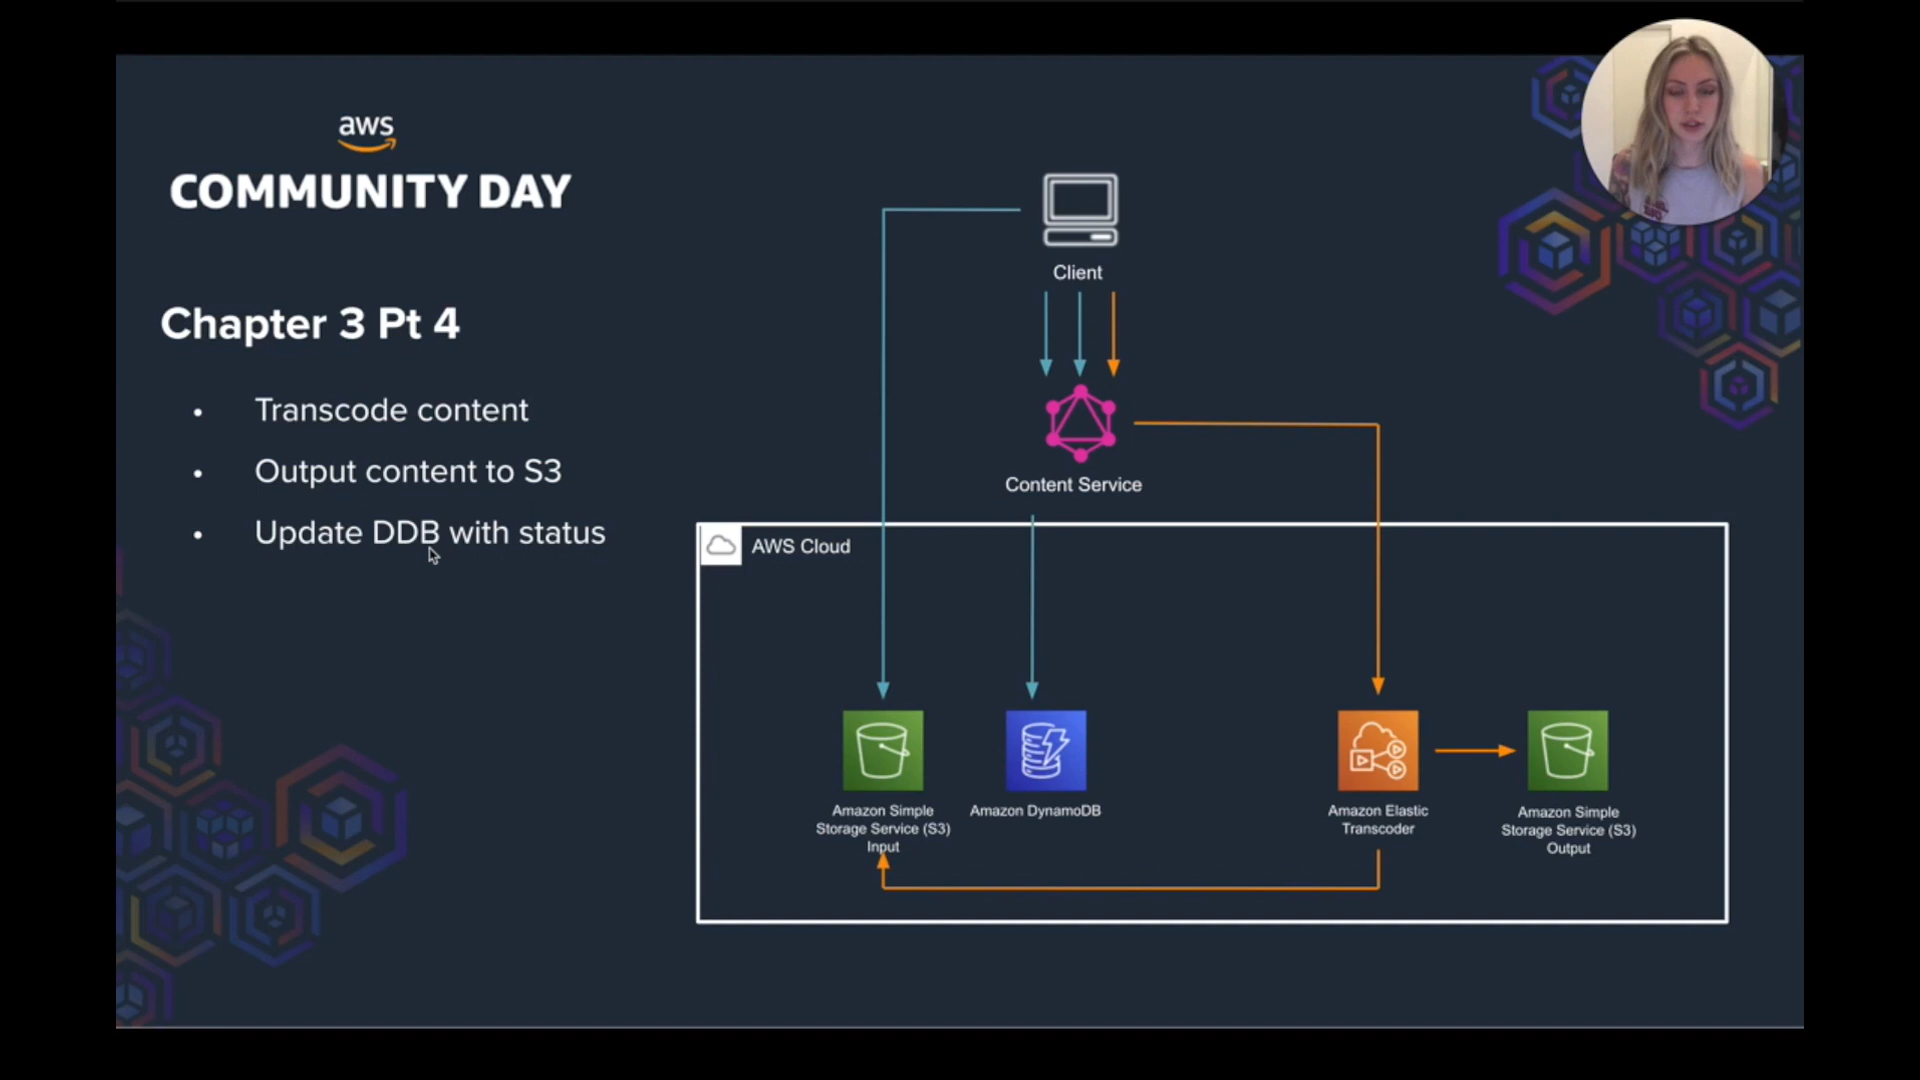 aws
COMMUNITY DAY
Chapter 3 Pt 4
• Transcode content
• Output content to S3
• Update DDB with status
Client
Content Service
AWS Cloud
Amazon Simple
Storage Service (S3)
Input
Amazon DynamoDB
Amazon Elastic
Transcoder
Amazon Simple
Storage Service (S3)
Output